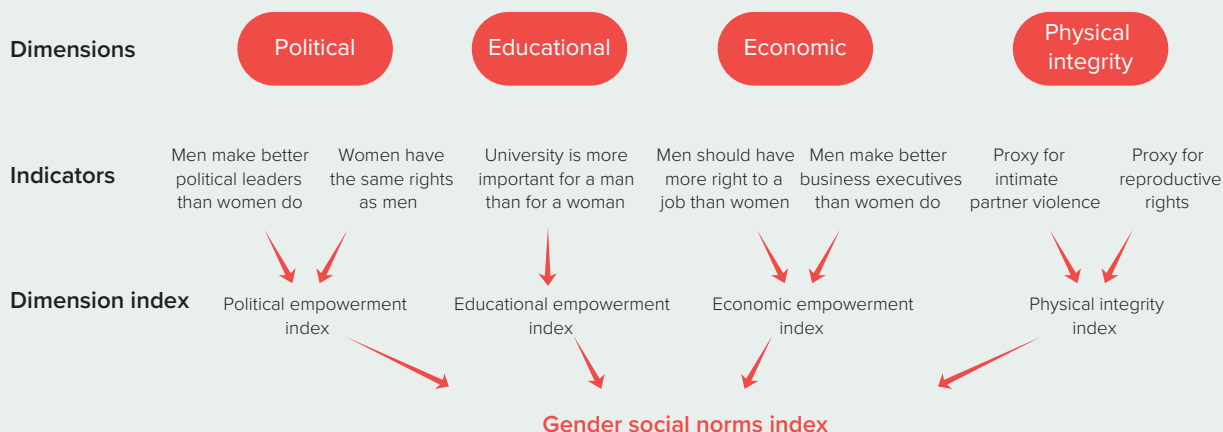 Dimensions
Political
Educational
Economic
Physical
integrity
Indicators
Men make better
political leaders
than women do
Women have
the same rights
as men
University is more
important for a man
than for a woman
Men should have
more right to a
job than women
Men make better
business executives
than women do
Proxy for
intimate
partner violence
Proxy for
reproductive
rights
Dimension index
Political empowerment
index
Educational empowerment
index
Economic empowerment
index
Physical integrity
index
Gender social norms index